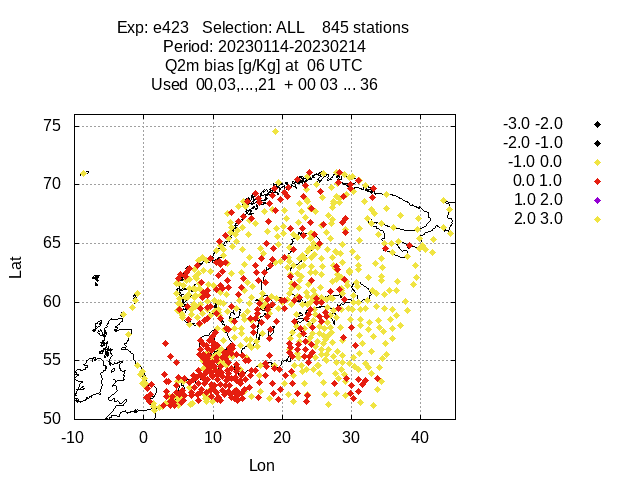 Exp: e423 Selection: ALL 845 stations
Period: 20230114-20230214
Q2m bias [g/Kg] at 06 UTC
Used 00,03,...,21 + 00 03 ... 36
-3.0 -2.0
-2.0 -1.0
-1.0 0.0
0.0 1.0
1.0 2.0
2.0 3.0
75
70
65
60
55
50
Lat
-10 0 10 20 30 40
Lon